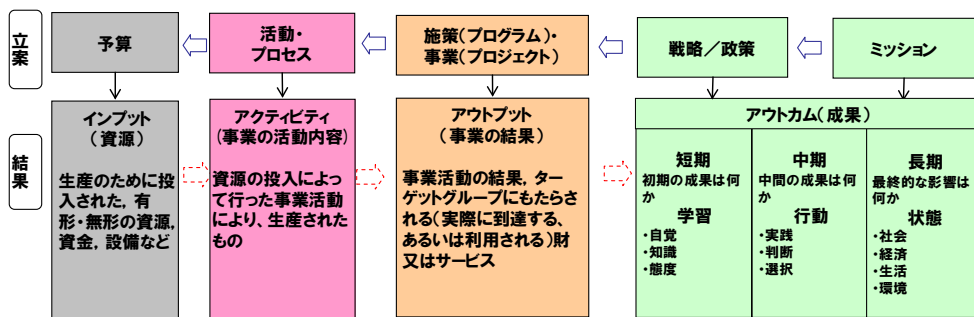 立案
予算
活動・
プロセス
施策(プログラム)・
事業(プロジェクト)
戦略／政策
ミッション
結果
インプット
(資源)
生産のために投
入された, 有
形・無形の資源,
資金, 設備など
アクティビティ
(事業の活動内容)
資源の投入によっ
て行った事業活動
により、生産された
もの
アウトプット
(事業の結果)
事業活動の結果, ター
ゲットグループにもたらさ
れる(実際に到達する、
あるいは利用される)財
又はサービス
アウトカム(成果)
短期
初期の成果は何
か
学習
・自覚
・知識
・態度
中期
中間の成果は何
か
行動
・実践
・判断
・選択
長期
最終的な影響は
何か
状態
・社会
・経済
・生活
・環境